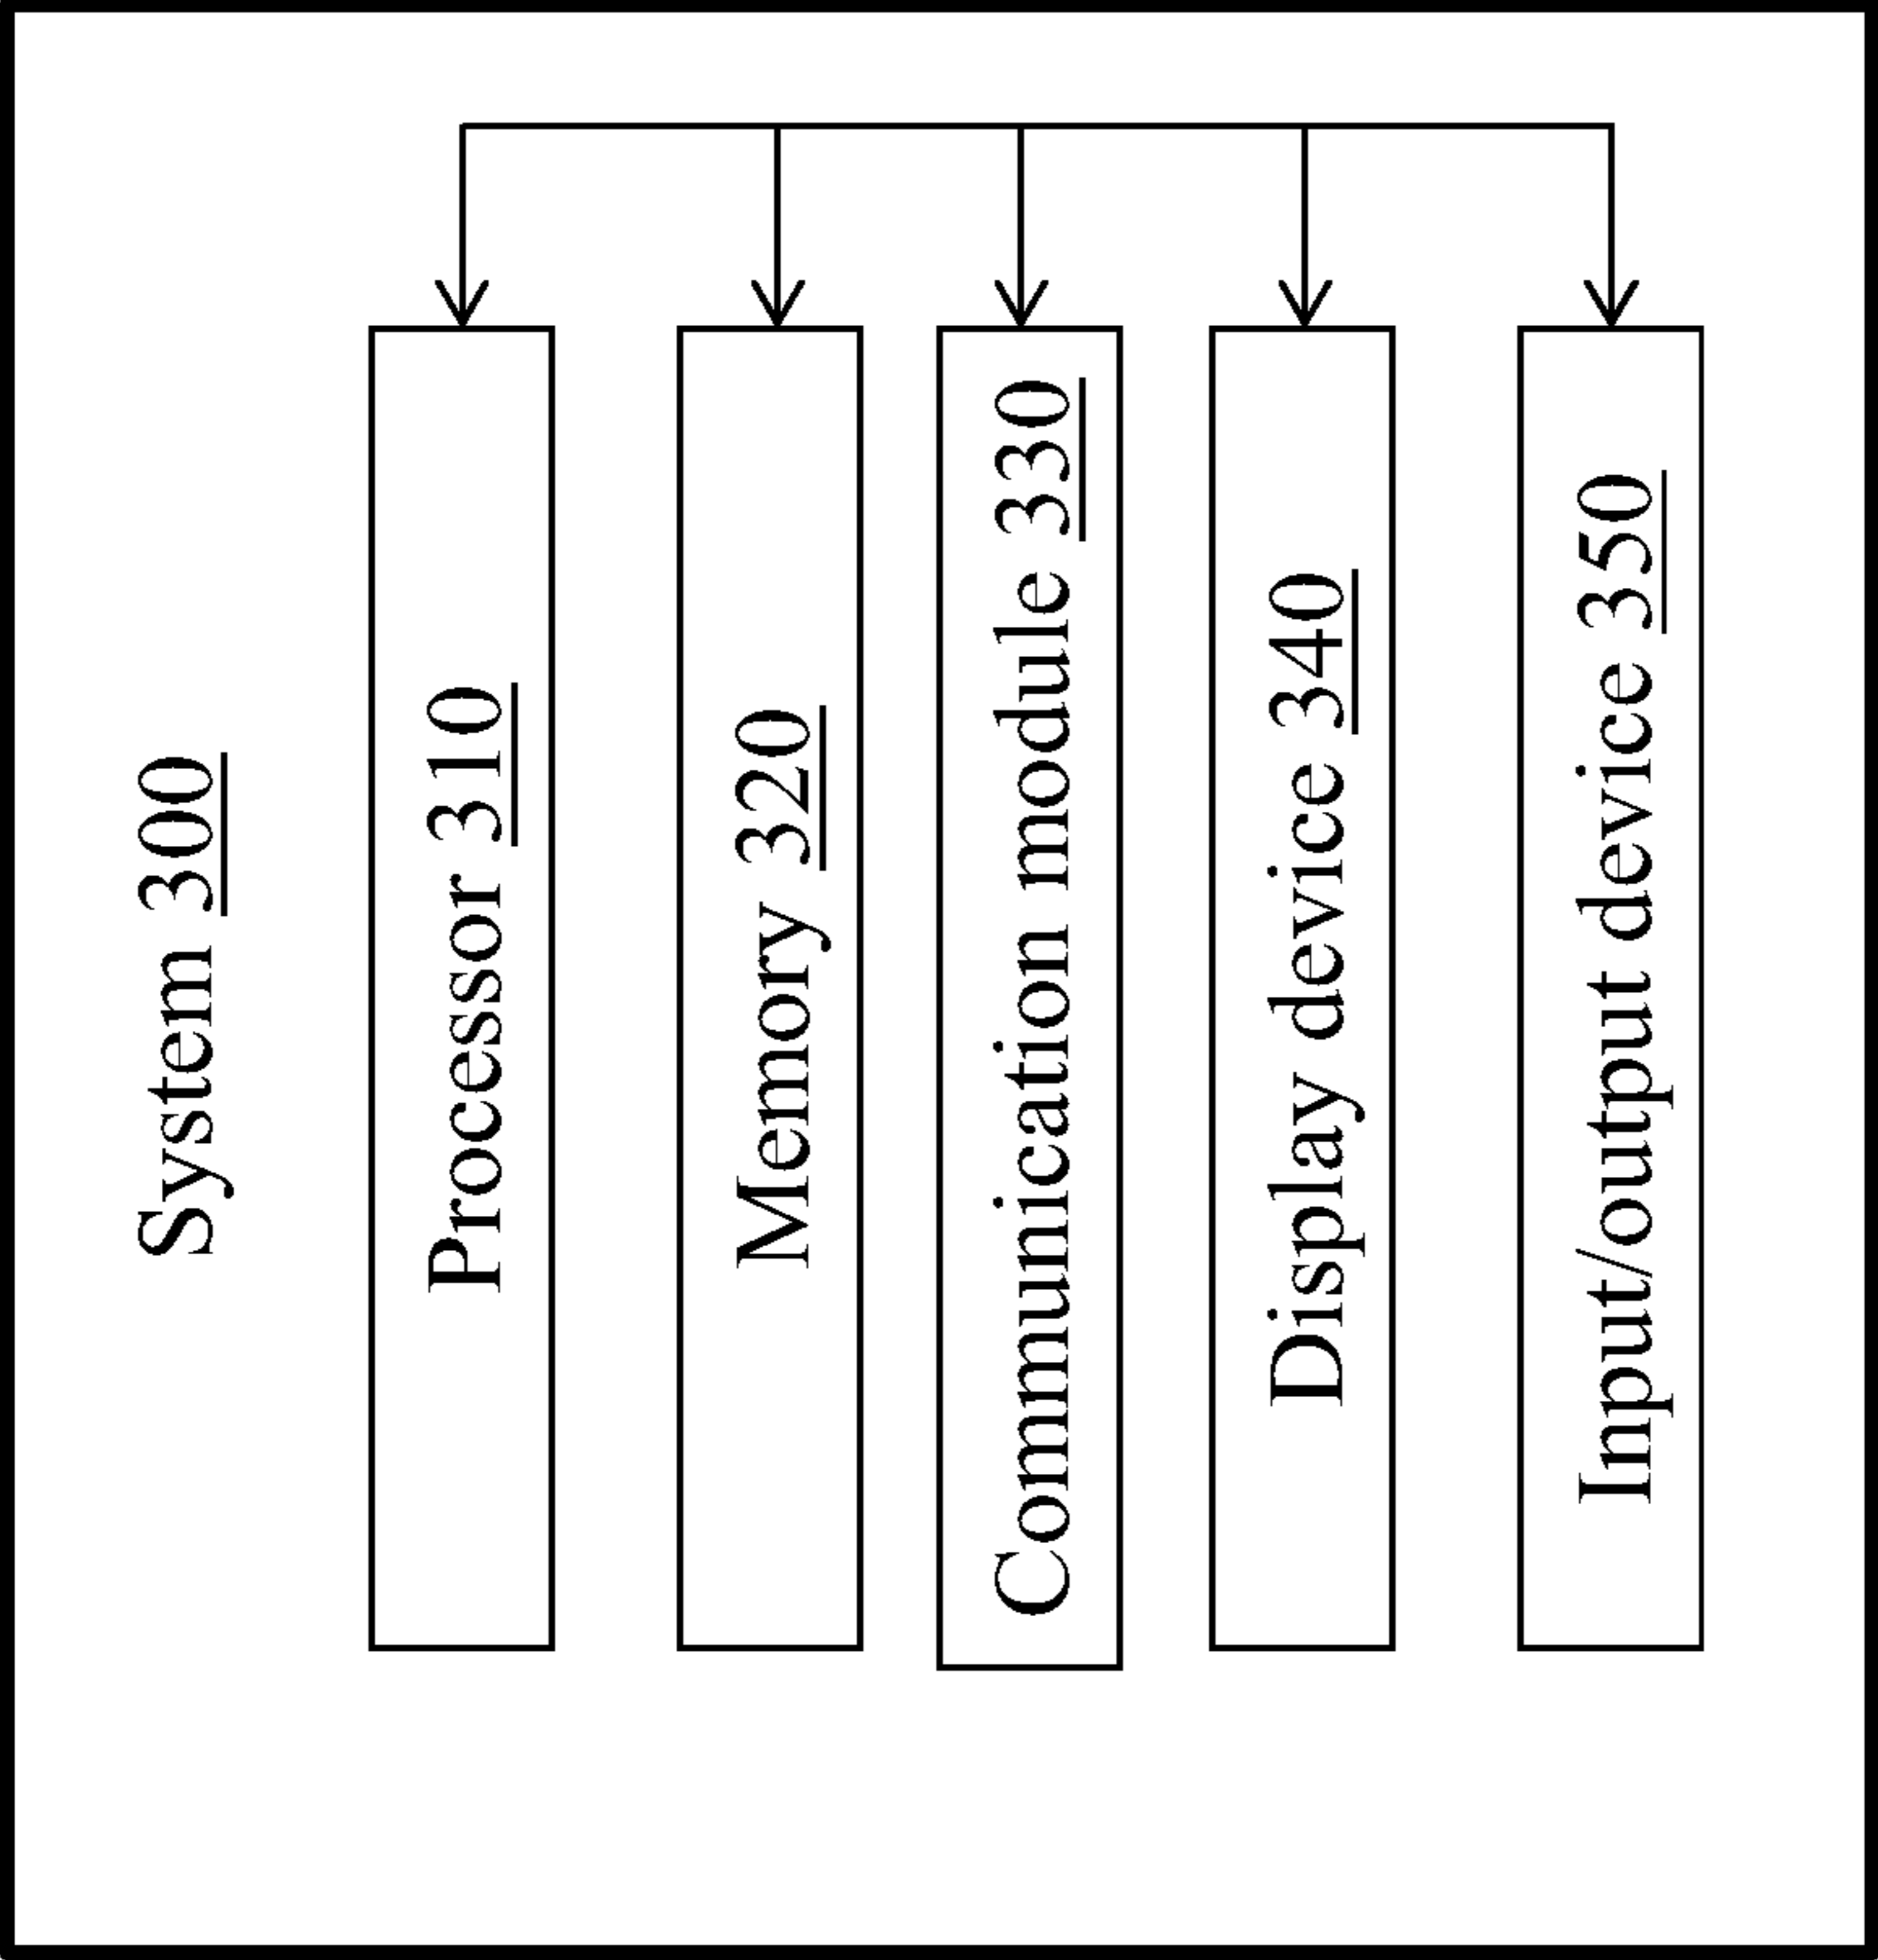 System 300
Processor 310
Memory 320
Communication module 330
Display device 340
Input/output device 350